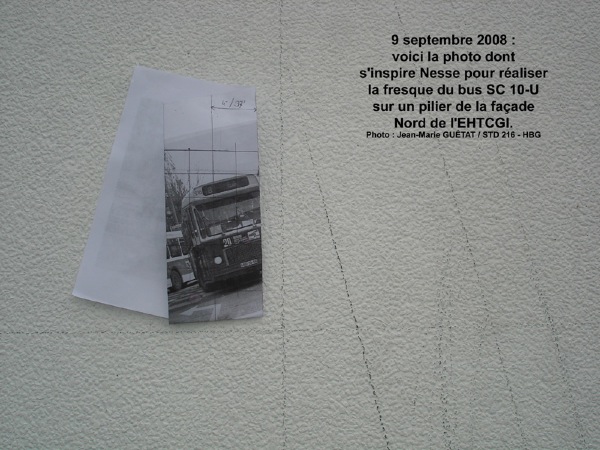 9 septembre 2008 :
voici la photo dont
s'inspire Nesse pour réaliser
la fresque du bus SC 10-U
sur un pilier de la façade
Nord de l'EHTCGI.
Photo : Jean-Marie GUÉTAT / STD 216 - HBG